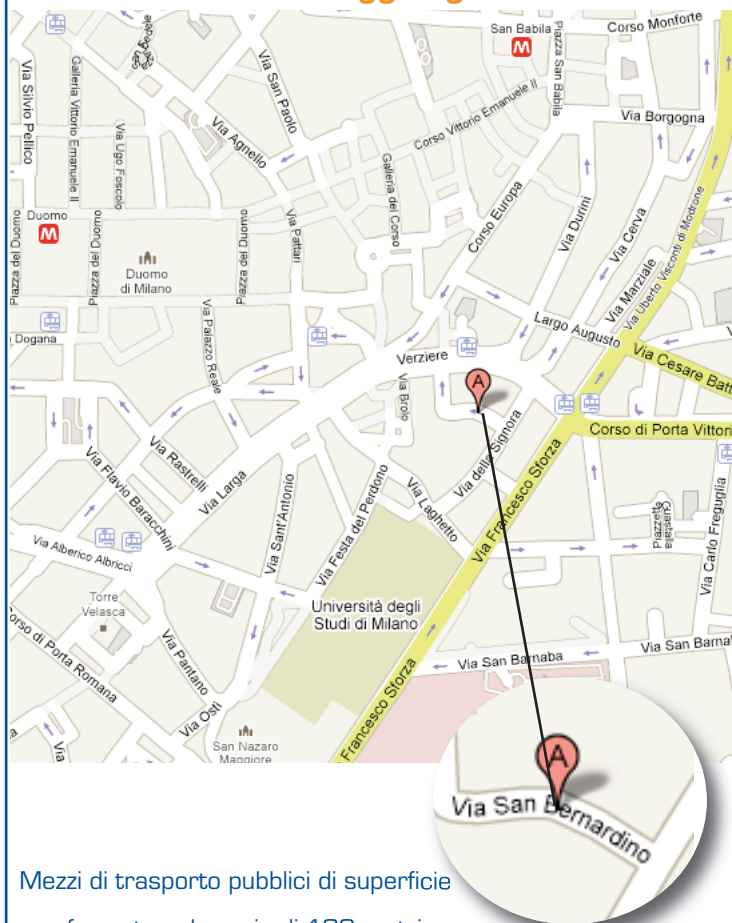 San Babila
M
Corso Monforte
Piazza San Babila
Via Silvio Pellico
Galleria Vittorio Emanuele II
Via Ugo Foscolo
Via San Paolo
Via Agnello
Corso Vittorio Emanuele II
Via Borgogna
Galleria del Corso
Corso Europa
Via Durini
Via Cerva
Via Marziale
Via Uberto Visconti di Modrone
Duomo
M
Piazza del Duomo
Piazza del Duomo
Piazza del Duomo
Via Pattari
Duomo
di Milano
Via Palazzo Reale
Dogana
Verziere
Largo Augusto
Via Cesare Batt
A
Via Brolo
Via della Signora
Corso di Porta Vittori
Via Rastrelli
Via Flavio Baracchini
Via Larga
Via Sant'Antonio
Via Festa del Perdono
Via Laghetto
Via Francesco Sforza
Piazzetta
Guastalla
Via Carlo Freguglia
Via Alberico Albricci
Torre
Velasca
Università degli
Studi di Milano
Corso di Porta Romana
Via Pantano
Via Osti
Via San Barnaba
Via San Barnal
San Nazaro
Maggiore
Via
Francesco Sforza
A
Via San Bernardino
Mezzi di trasporto pubblici di superficie